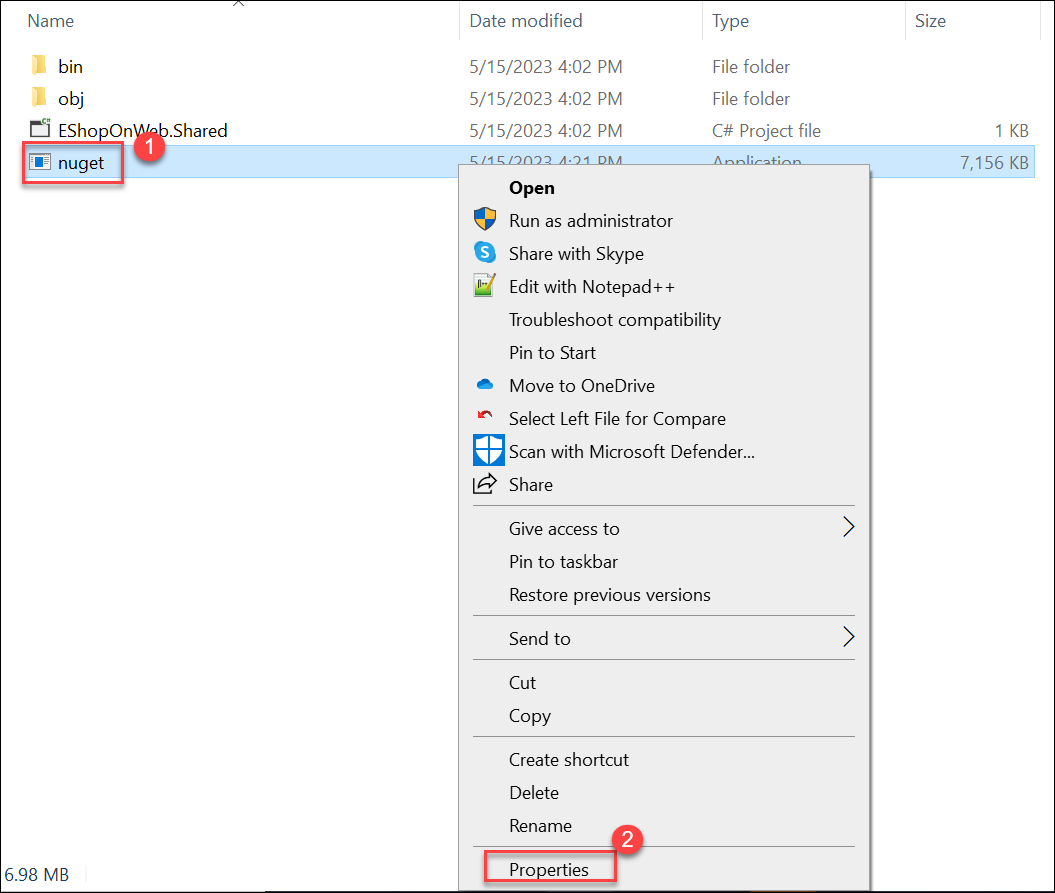 Name Date modified Type Size
bin 5/15/2023 4:02 PM File folder
obj 5/15/2023 4:02 PM File folder
EShopOnWeb.Shared 5/15/2023 4:02 PM C# Project file 1 KB
1
nuget 5/15/2023 4:21 PM Application 7,156 KB
Open
Run as administrator
Share with Skype
Edit with Notepad++
Troubleshoot compatibility
Pin to Start
Move to OneDrive
Select Left File for Compare
Scan with Microsoft Defender...
Share
Give access to
Pin to taskbar
Restore previous versions
Send to
Cut
Copy
Create shortcut
Delete
Rename
2
Properties
6.98 MB